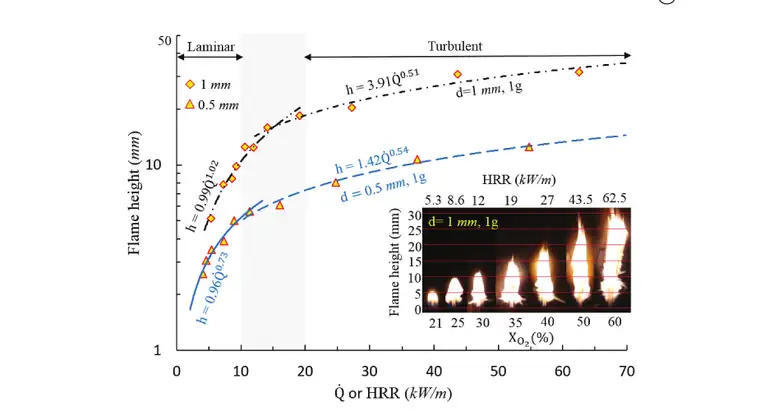 50
Laminar
Turbulent
1 mm
0.5 mm
h = 3.91Q̇^0.51
d=1 mm, 1g
h = 0.99Q̇^1.02
10
h = 1.42Q̇^0.54
d = 0.5 mm, 1g
h = 0.96Q̇^0.73
Flame height (mm)
HRR (kW/m)
5.3 8.6 12 19 27 43.5 62.5
d= 1 mm, 1g
Flame height (mm)
30
25
20
15
10
5
0
21 25 30 35 40 50 60
X_O2(%)
1
0 10 20 30 40 50 60 70
Q̇ or HRR (kW/m)